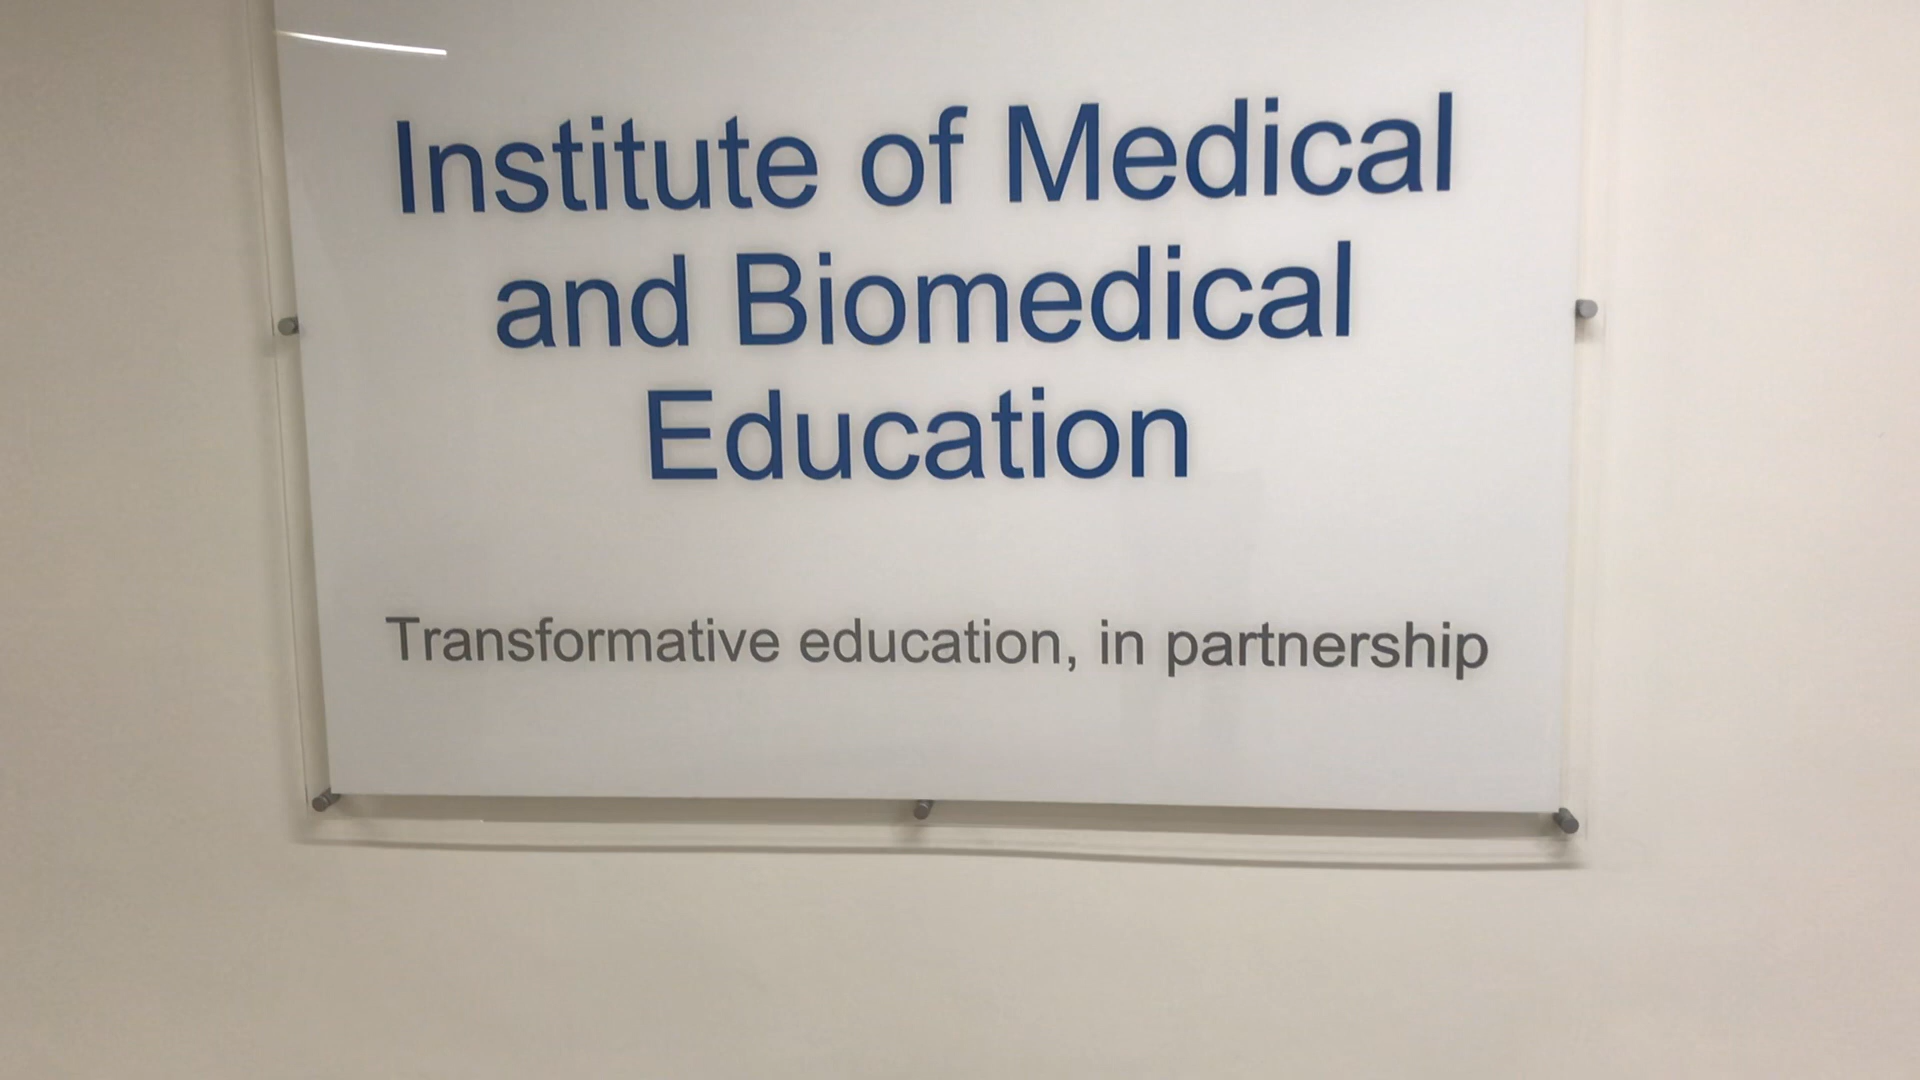 Institute of Medical
and Biomedical
Education
Transformative education, in partnership